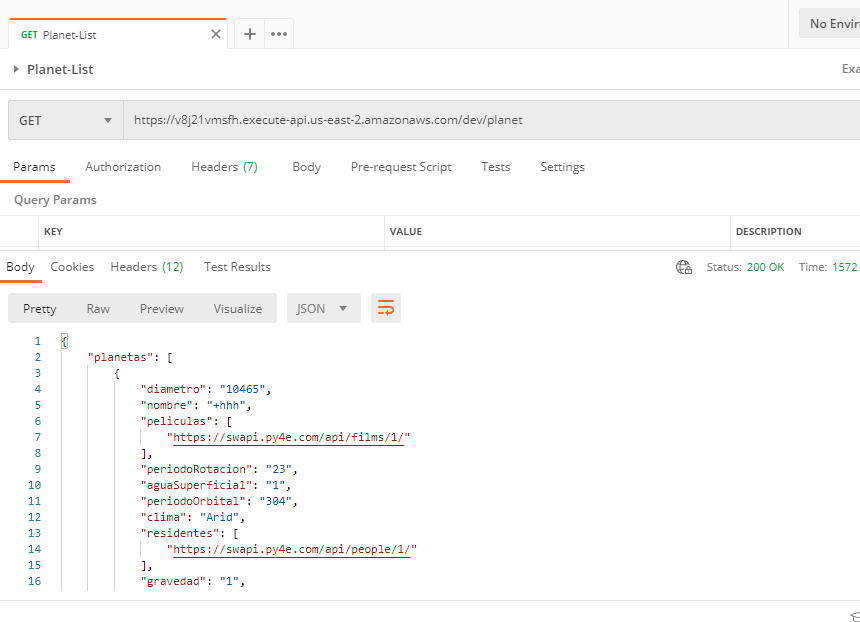 GET Planet-List
No Envir
Planet-List
Exa
GET https://v8j21vmsfh.execute-api.us-east-2.amazonaws.com/dev/planet
Params Authorization Headers (7) Body Pre-request Script Tests Settings
Query Params
KEY VALUE DESCRIPTION
Body Cookies Headers (12) Test Results Status: 200 OK Time: 1572
Pretty Raw Preview Visualize JSON
1 {
2 "planetas": [
3 {
4 "diametro": "10465",
5 "nombre": "+hhh",
6 "peliculas": [
7 "https://swapi.py4e.com/api/films/1/"
8 ],
9 "periodoRotacion": "23",
10 "aguaSuperficial": "1",
11 "periodoOrbital": "304",
12 "clima": "Arid",
13 "residentes": [
14 "https://swapi.py4e.com/api/people/1/"
15 ],
16 "gravedad": "1",